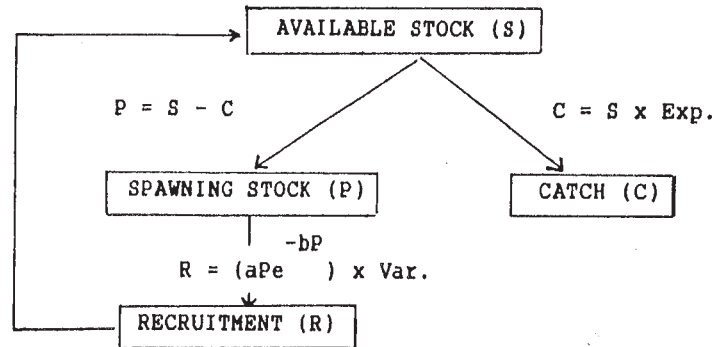 AVAILABLE STOCK (S)
P = S - C
C = S x Exp.
SPAWNING STOCK (P)
CATCH (C)
-bP
R = (aPe    ) x Var.
RECRUITMENT (R)